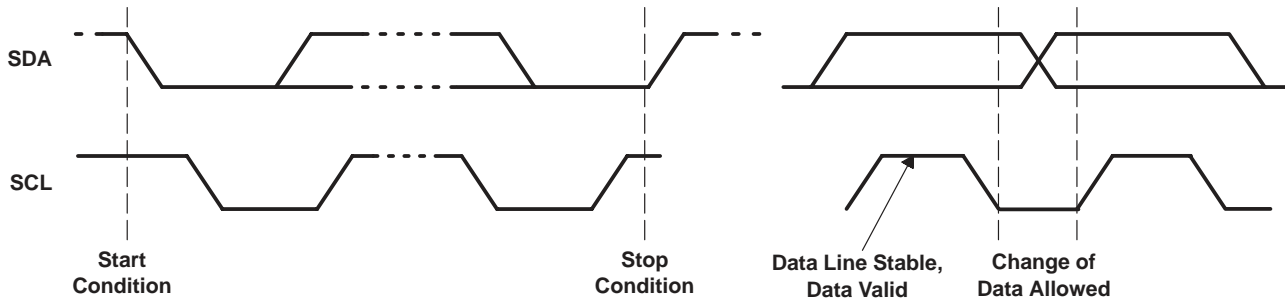 SDA
SCL
Start
Condition
Stop
Condition
Data Line Stable,
Data Valid
Change of
Data Allowed